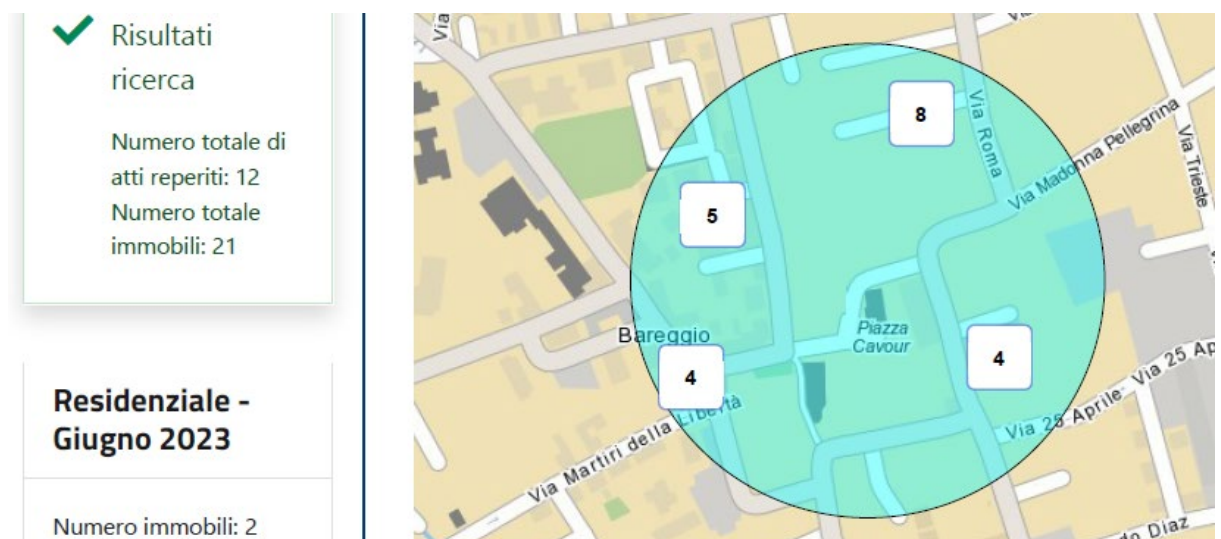 Risultati
ricerca
Numero totale di
atti reperiti: 12
Numero totale
immobili: 21
Residenziale -
Giugno 2023
Numero immobili: 2
Via
8
Via Roma
Via Madonna Pellegrina
Via Trieste
5
Bareggio
Piazza
Cavour
4
4
Via Martiri della Libertà
Via 25 Aprile
Via 25 Ap
do Diaz